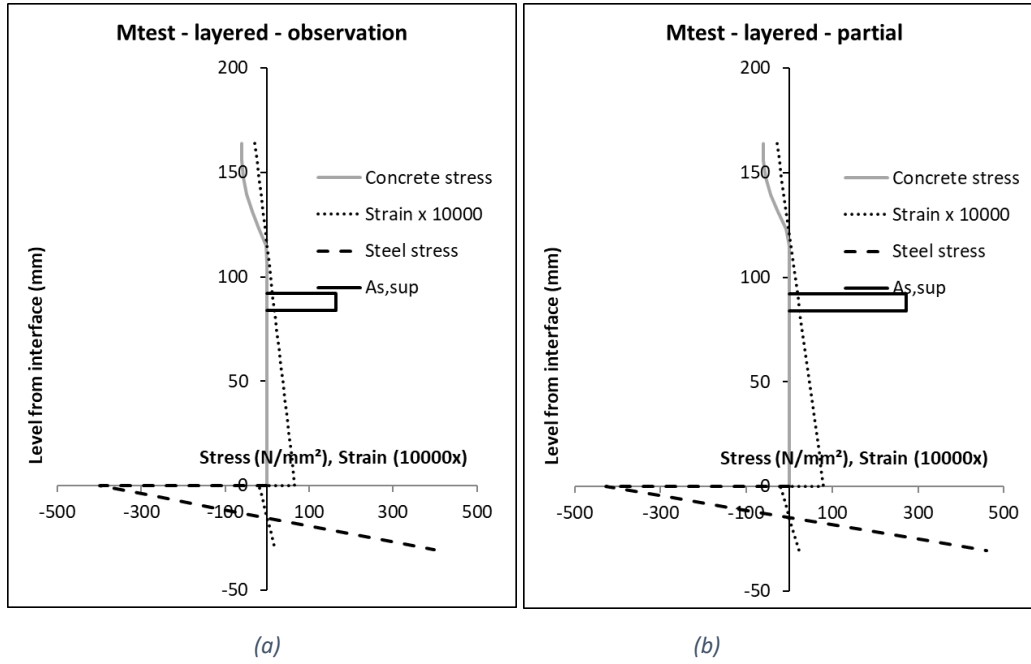 Mtest - layered - observation
200
150
100
50
0
-50
Level from interface (mm)
Concrete stress
Strain x 10000
Steel stress
As,sup
Stress (N/mm²), Strain (10000x)
-500 -300 -100 100 300 500
(a)
Mtest - layered - partial
200
150
100
50
0
-50
Level from interface (mm)
Concrete stress
Strain x 10000
Steel stress
As,sup
Stress (N/mm²), Strain (10000x)
-500 -300 -100 100 300 500
(b)